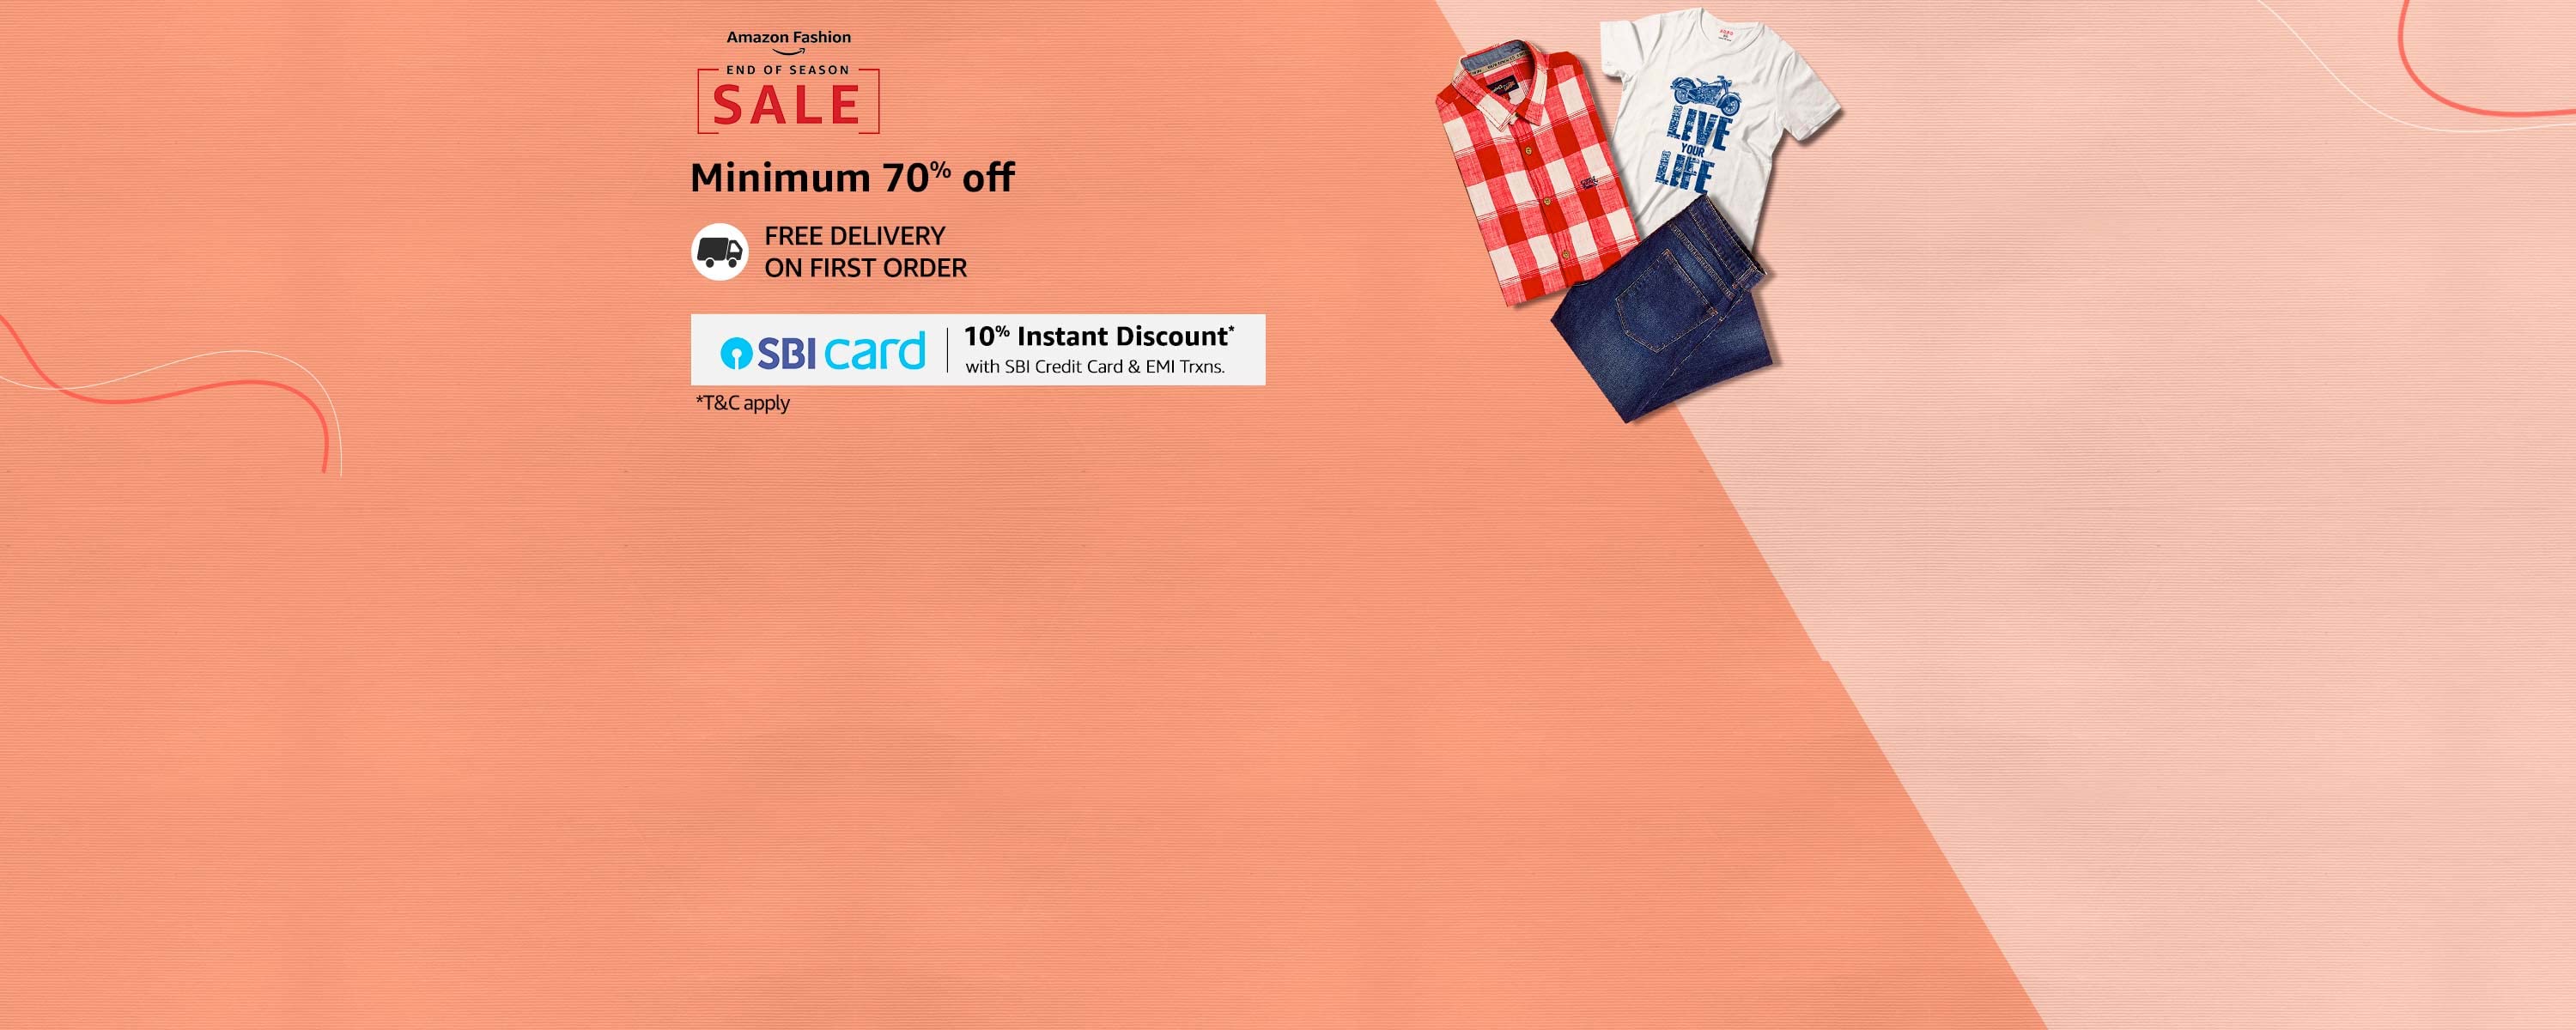 Amazon Fashion
END OF SEASON
SALE
Minimum 70% off
FREE DELIVERY
ON FIRST ORDER
SBI card
10% Instant Discount*
with SBI Credit Card & EMI Trxns.
*T&C apply
LIVE
YOUR
LIFE